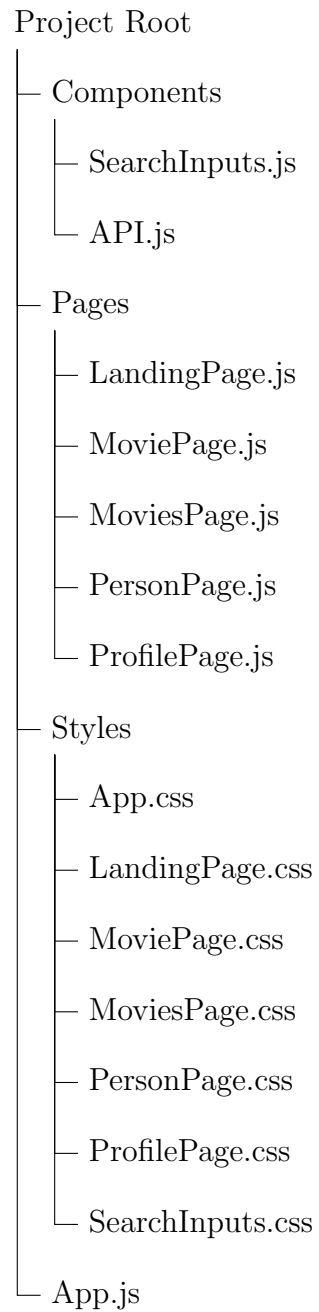 Project Root
Components
SearchInputs.js
API.js
Pages
LandingPage.js
MoviePage.js
MoviesPage.js
PersonPage.js
ProfilePage.js
Styles
App.css
LandingPage.css
MoviePage.css
MoviesPage.css
PersonPage.css
ProfilePage.css
SearchInputs.css
App.js